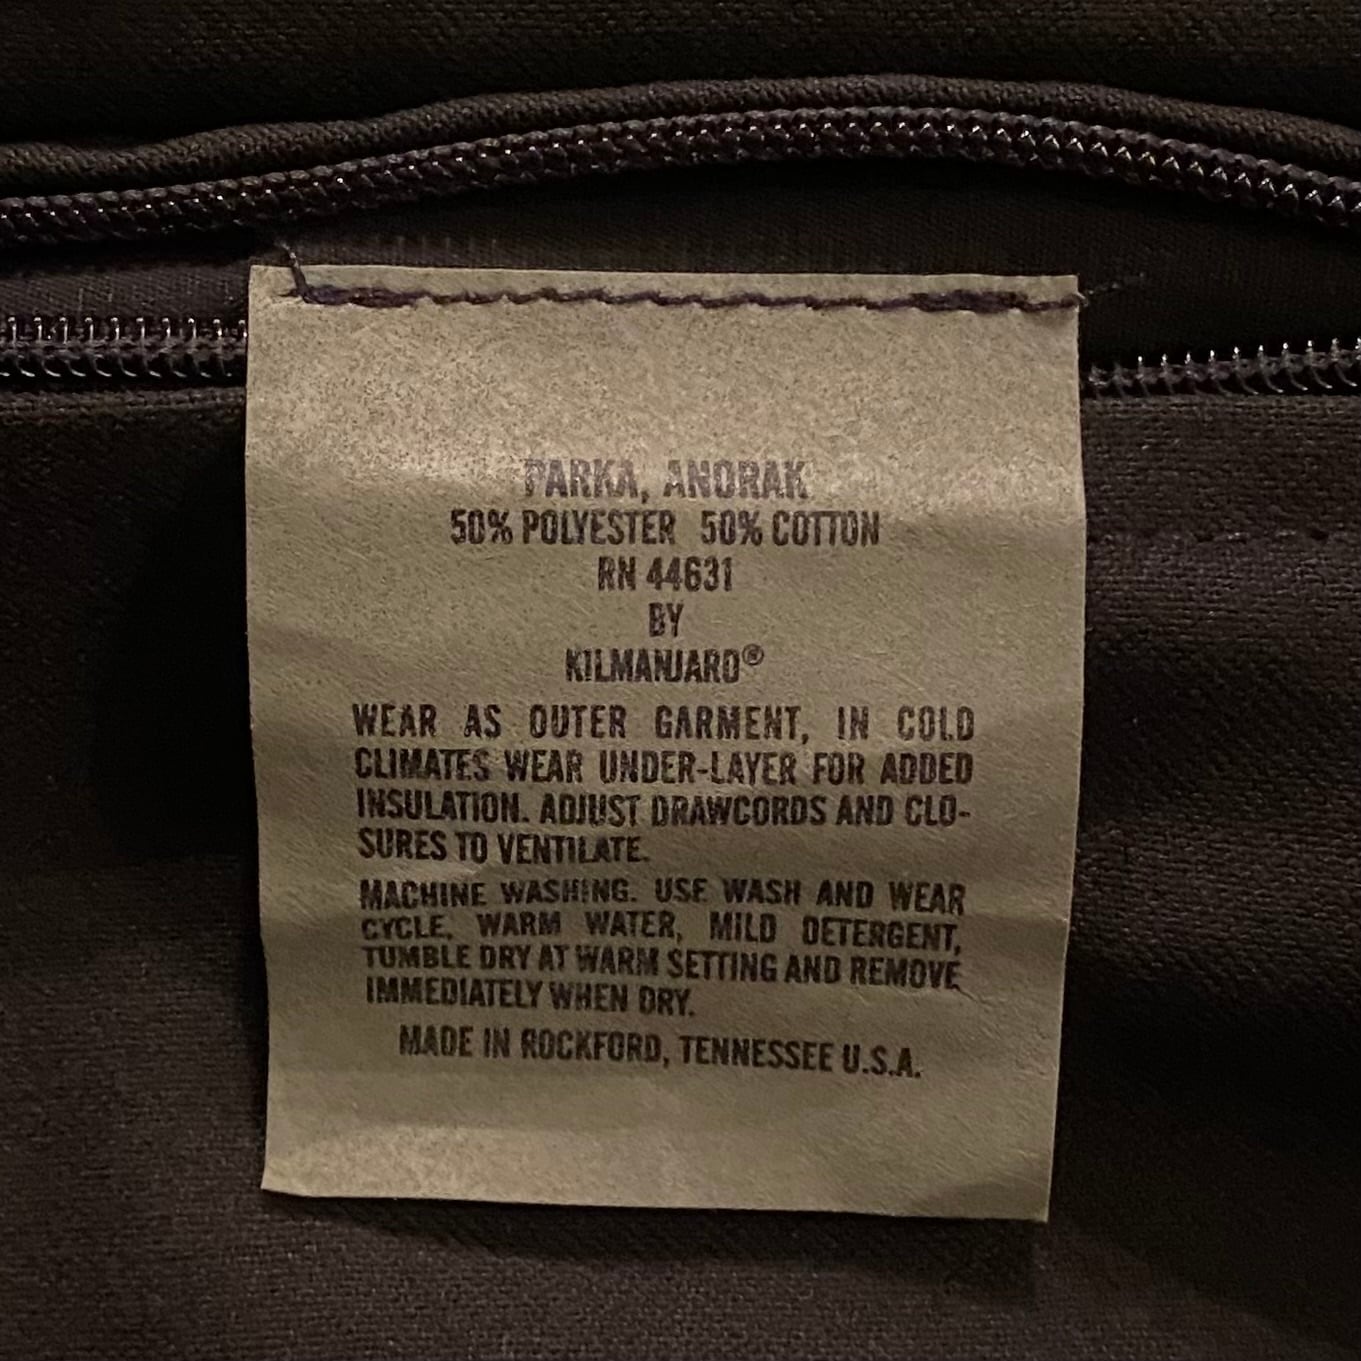 PARKA, ANORAK
50% POLYESTER 50% COTTON
RN 44631
BY
KILMANJARO®
WEAR AS OUTER GARMENT, IN COLD
CLIMATES WEAR UNDER-LAYER FOR ADDED
INSULATION. ADJUST DRAWCORDS AND CLO-
SURES TO VENTILATE.
MACHINE WASHING. USE WASH AND WEAR
CYCLE. WARM WATER, MILD DETERGENT,
TUMBLE DRY AT WARM SETTING AND REMOVE
IMMEDIATELY WHEN DRY.
MADE IN ROCKFORD, TENNESSEE U.S.A.